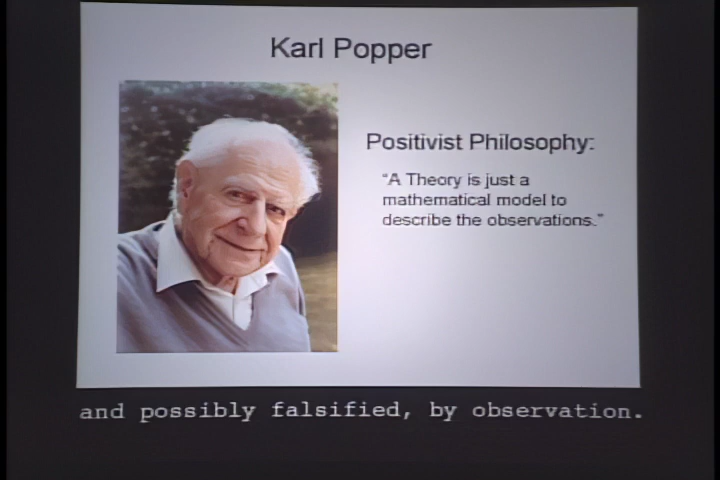 Karl Popper
Positivist Philosophy:
“A Theory is just a
mathematical model to
describe the observations.”
and possibly falsified, by observation.